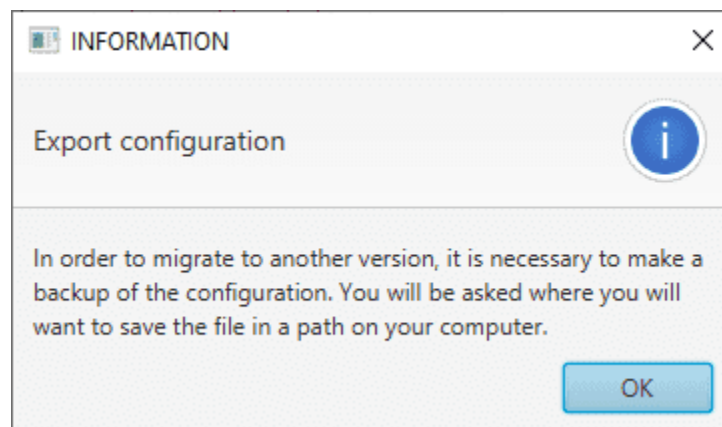 INFORMATION
Export configuration
In order to migrate to another version, it is necessary to make a
backup of the configuration. You will be asked where you will
want to save the file in a path on your computer.
OK